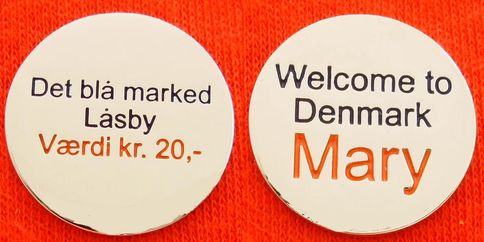 Det blå marked
Låsby
Værdi kr. 20,-
Welcome to
Denmark
Mary